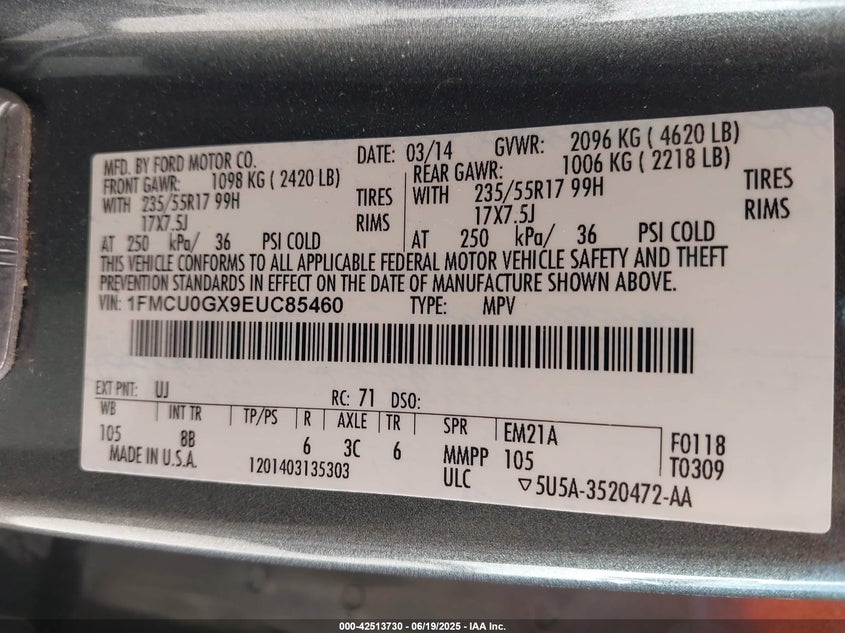 MFD. BY FORD MOTOR CO. DATE: 03/14 GVWR: 2096 KG ( 4620 LB)
FRONT GAWR: 1098 KG ( 2420 LB) REAR GAWR: 1006 KG ( 2218 LB)
WITH 235/55R17 99H TIRES WITH 235/55R17 99H TIRES
17X7.5J RIMS 17X7.5J RIMS
AT 250 kPa/ 36 PSI COLD AT 250 kPa/ 36 PSI COLD
THIS VEHICLE CONFORMS TO ALL APPLICABLE FEDERAL MOTOR VEHICLE SAFETY AND THEFT
PREVENTION STANDARDS IN EFFECT ON THE DATE OF MANUFACTURE SHOWN ABOVE.
VIN: 1FMCU0GX9EUC85460 TYPE: MPV
EXT PNT: UJ RC: 71 DSO:
WB INT TR TP/PS R AXLE TR SPR EM21A F0118
105 8B 6 3C 6 MMPP 105 T0309
MADE IN U.S.A. 1201403135303 ULC ▽5U5A-3520472-AA
000-42513730 - 06/19/2025 - IAA Inc.